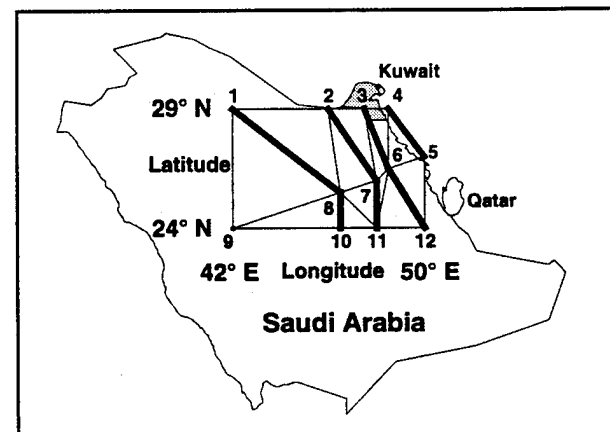 Kuwait
1 2 3 4
29° N
Latitude
6 5
7
8
Qatar
24° N
9 10 11 12
42° E Longitude 50° E
Saudi Arabia